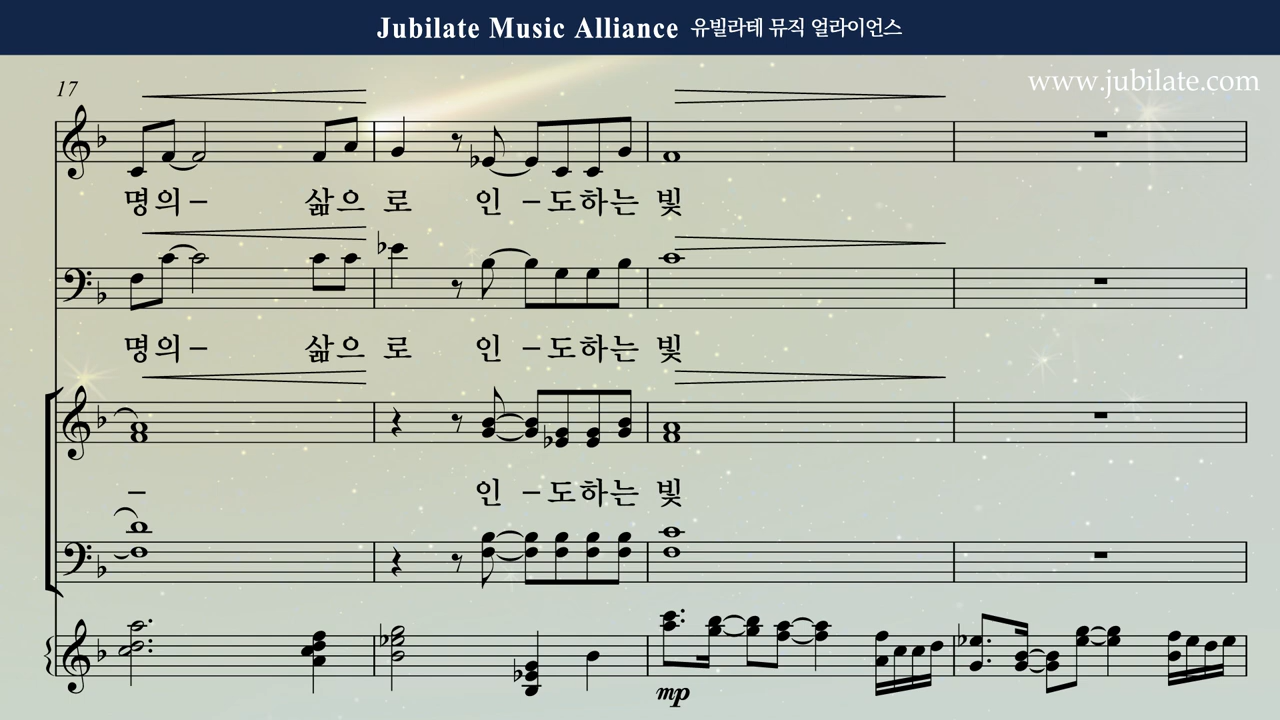 Jubilate Music Alliance 유빌라테 뮤직 얼라이언스
www.jubilate.com
17
명의– 삶으 로 인 –도하는 빛
명의– 삶으 로 인 –도하는 빛
– 인 –도하는 빛
mp